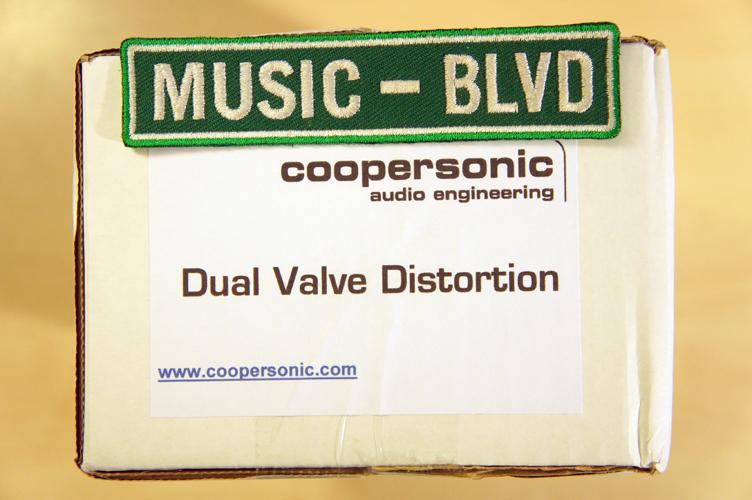 MUSIC - BLVD
coopersonic
audio engineering
Dual Valve Distortion
www.coopersonic.com